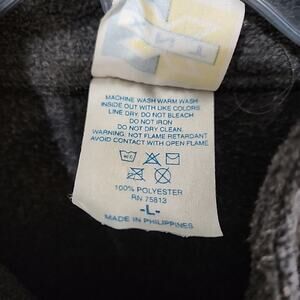 MACHINE WASH WARM WASH
INSIDE OUT WITH LIKE COLORS
LINE DRY. DO NOT BLEACH
DO NOT IRON
DO NOT DRY CLEAN.
WARNING: NOT FLAME RETARDANT
AVOID CONTACT WITH OPEN FLAME
100% POLYESTER
RN 75813
-L-
MADE IN PHILIPPINES